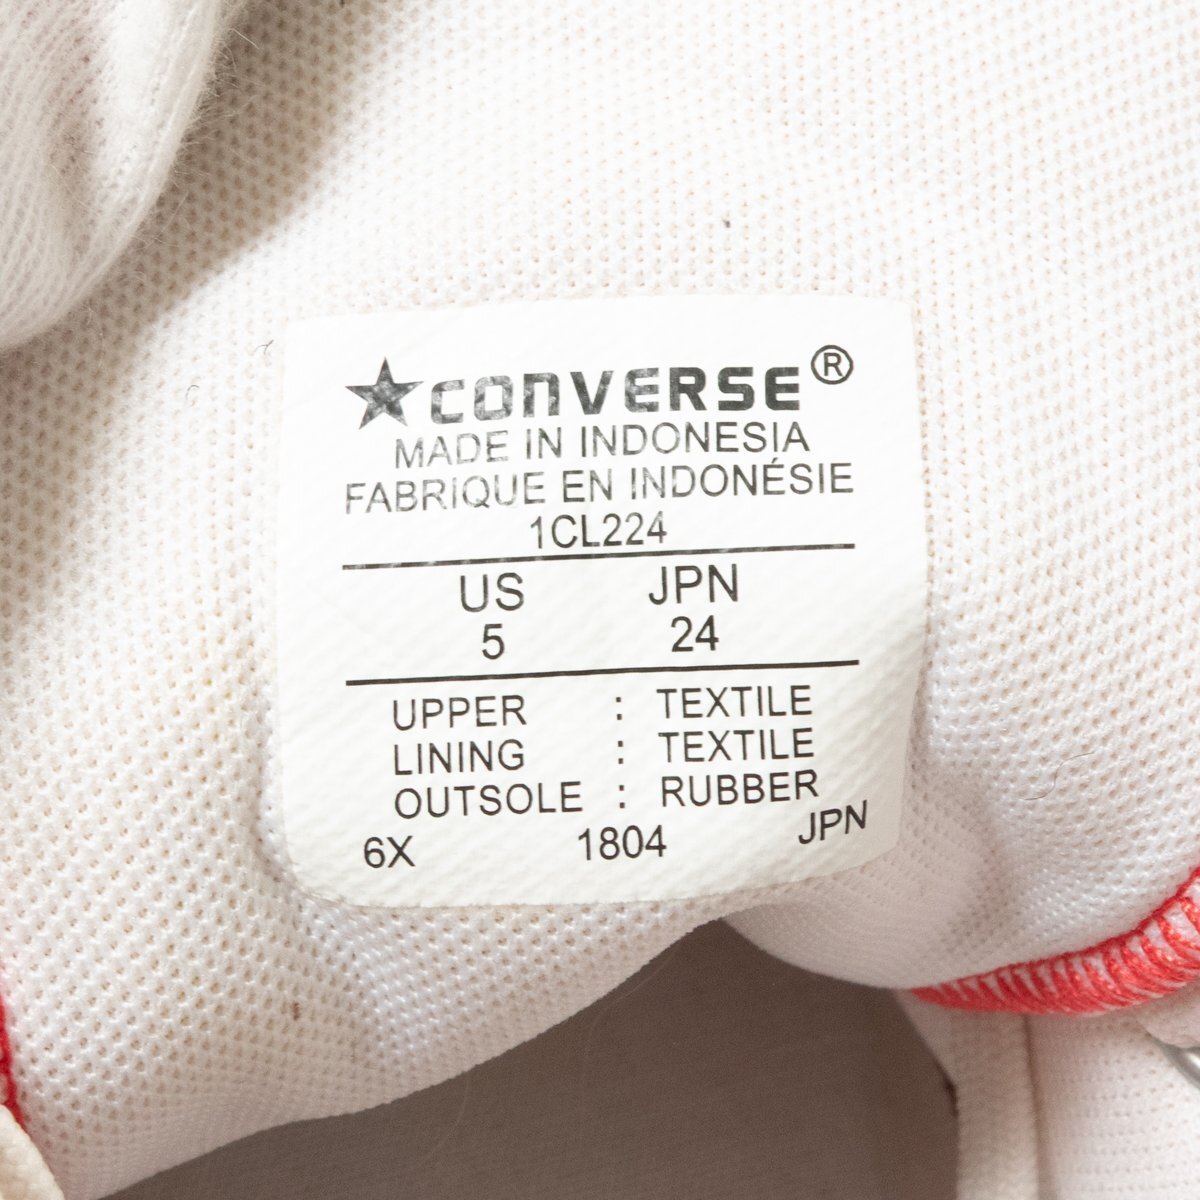 ★CONVERSE®
MADE IN INDONESIA
FABRIQUE EN INDONÉSIE
1CL224
US JPN
5 24
UPPER : TEXTILE
LINING : TEXTILE
OUTSOLE : RUBBER
6X 1804 JPN